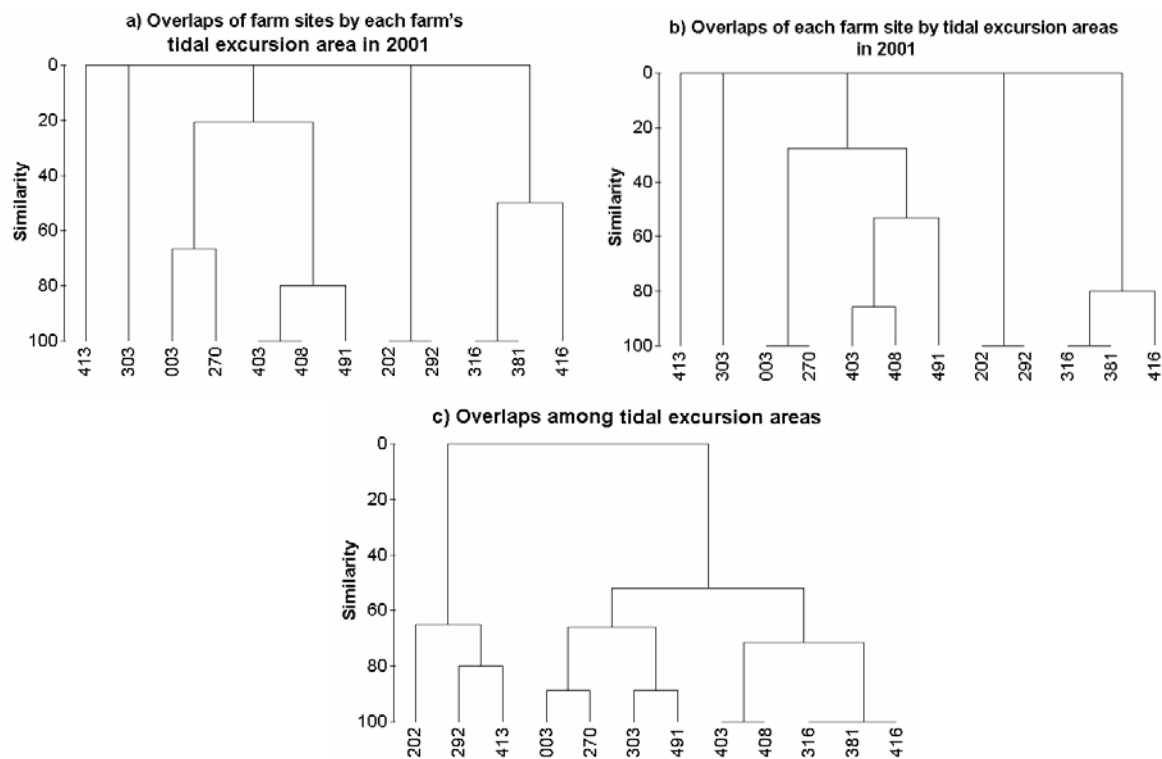 a) Overlaps of farm sites by each farm's
tidal excursion area in 2001
Similarity
0
20
40
60
80
100
413 303 003 270 403 408 491 202 292 316 381 416
b) Overlaps of each farm site by tidal excursion areas
in 2001
Similarity
0
20
40
60
80
100
413 303 003 270 403 408 491 202 292 316 381 416
c) Overlaps among tidal excursion areas
Similarity
0
20
40
60
80
100
202 292 413 003 270 303 491 403 408 316 381 416